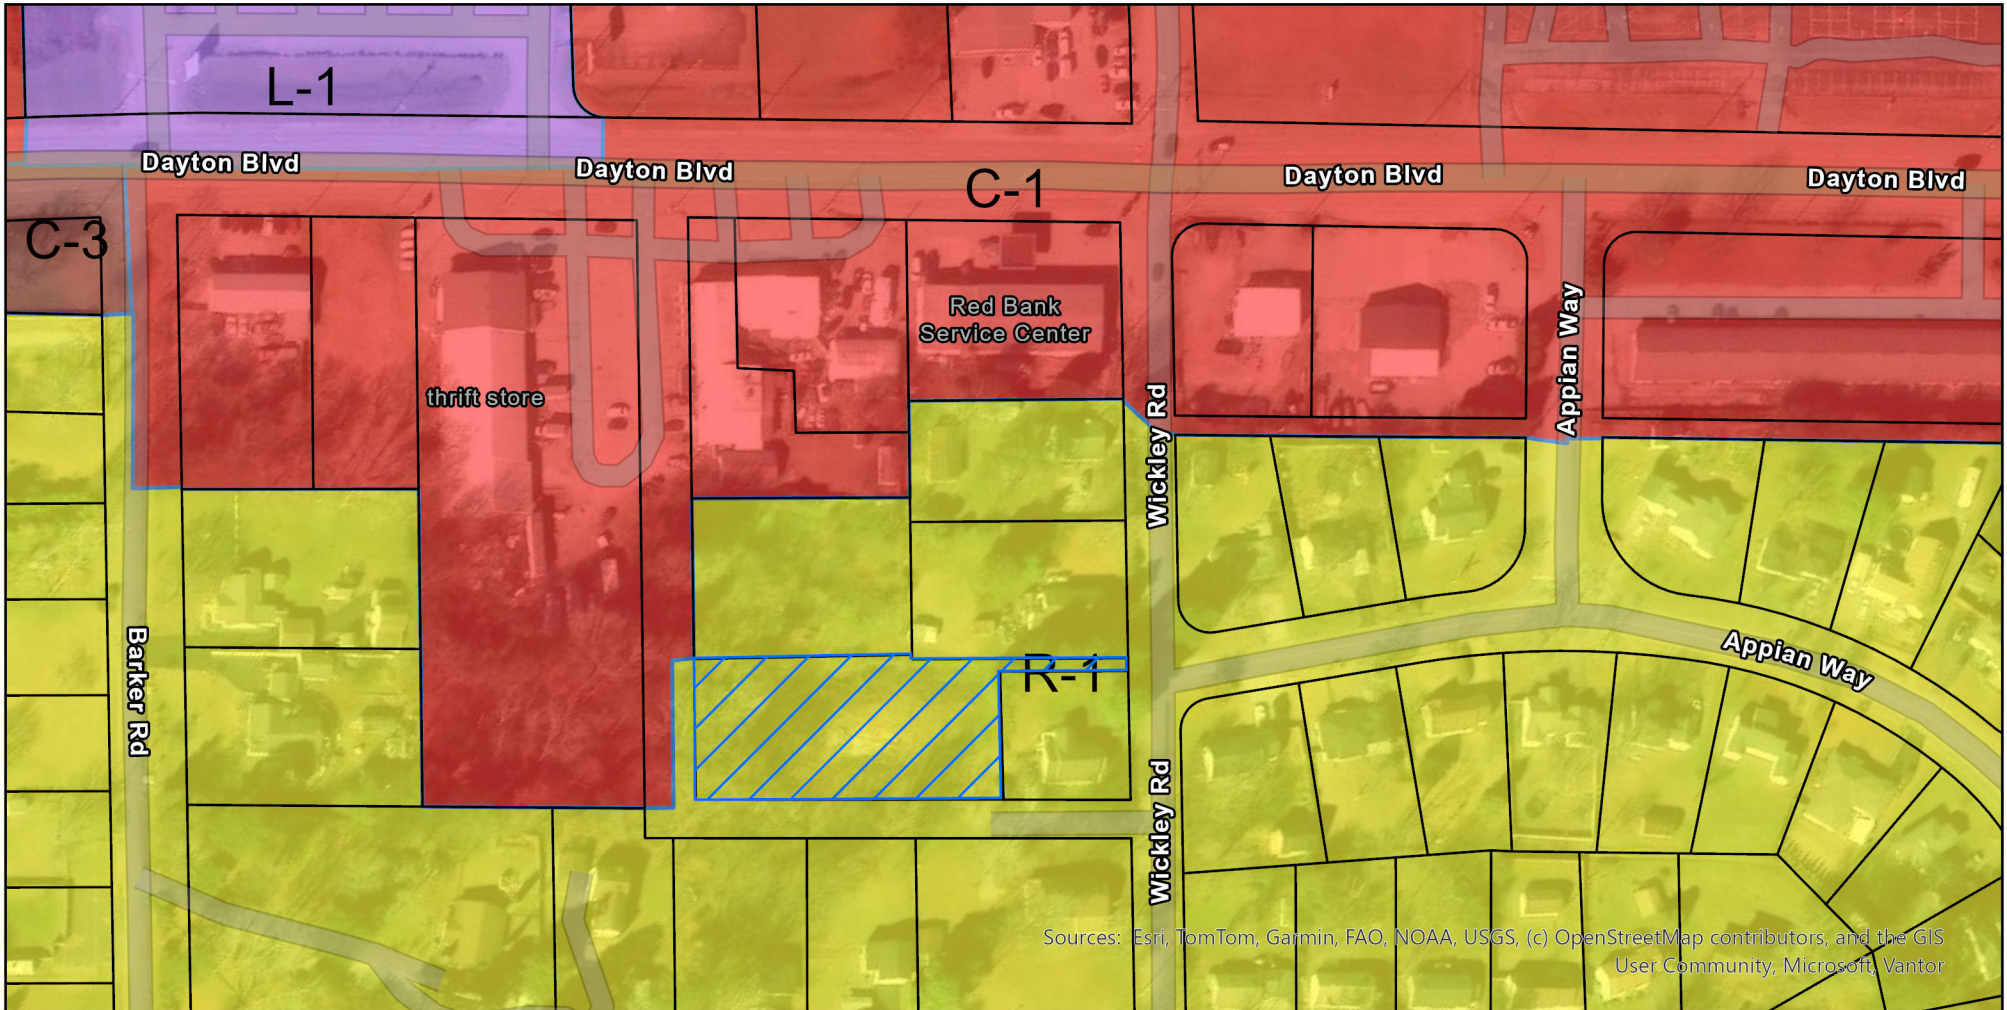 L-1
Dayton Blvd
Dayton Blvd
Dayton Blvd
Dayton Blvd
C-1
C-3
Red Bank
Service Center
thrift store
Appian Way
Wickley Rd
Barker Rd
R-1
Appian Way
Wickley Rd
Sources: Esri, TomTom, Garmin, FAO, NOAA, USGS, (c) OpenStreetMap contributors, and the GIS
User Community, Microsoft, Vantor